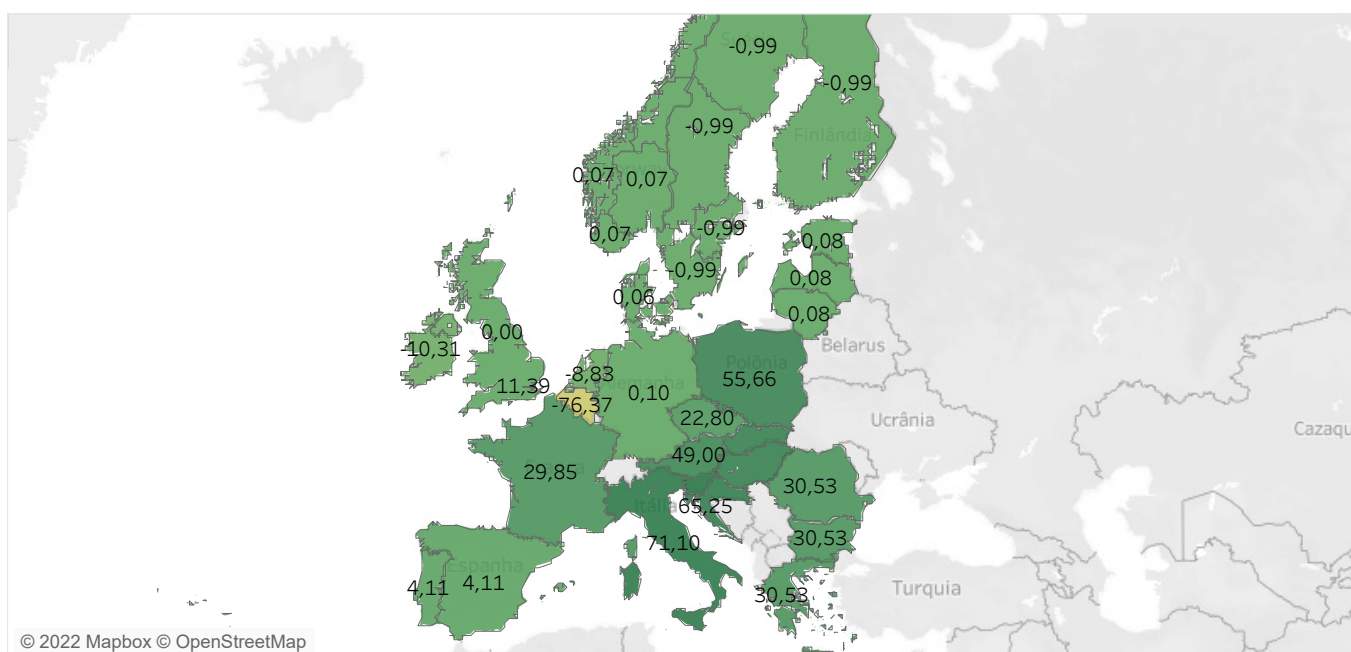 -0,99
-0,99
-0,99
Finlândia
0,07
0,07
0,07
-0,99
-0,99
0,08
0,08
0,08
0,06
0,00
-10,31
11,39
-8,83
Alemanha
0,10
-76,37
Polônia
55,66
Belarus
22,80
Ucrânia
Cazaqu
49,00
29,85
30,53
Itália
65,25
71,10
30,53
Espanha
4,11
4,11
30,53
Turquia
© 2022 Mapbox © OpenStreetMap